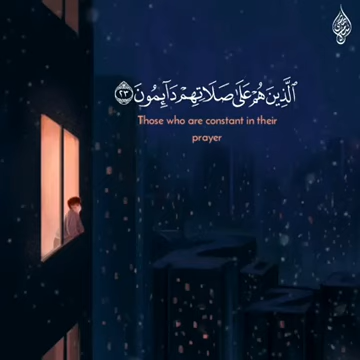 ٱلَّذِينَ هُمْ عَلَىٰ صَلَاتِهِمْ دَآئِمُونَ ٢٣
Those who are constant in their
prayer